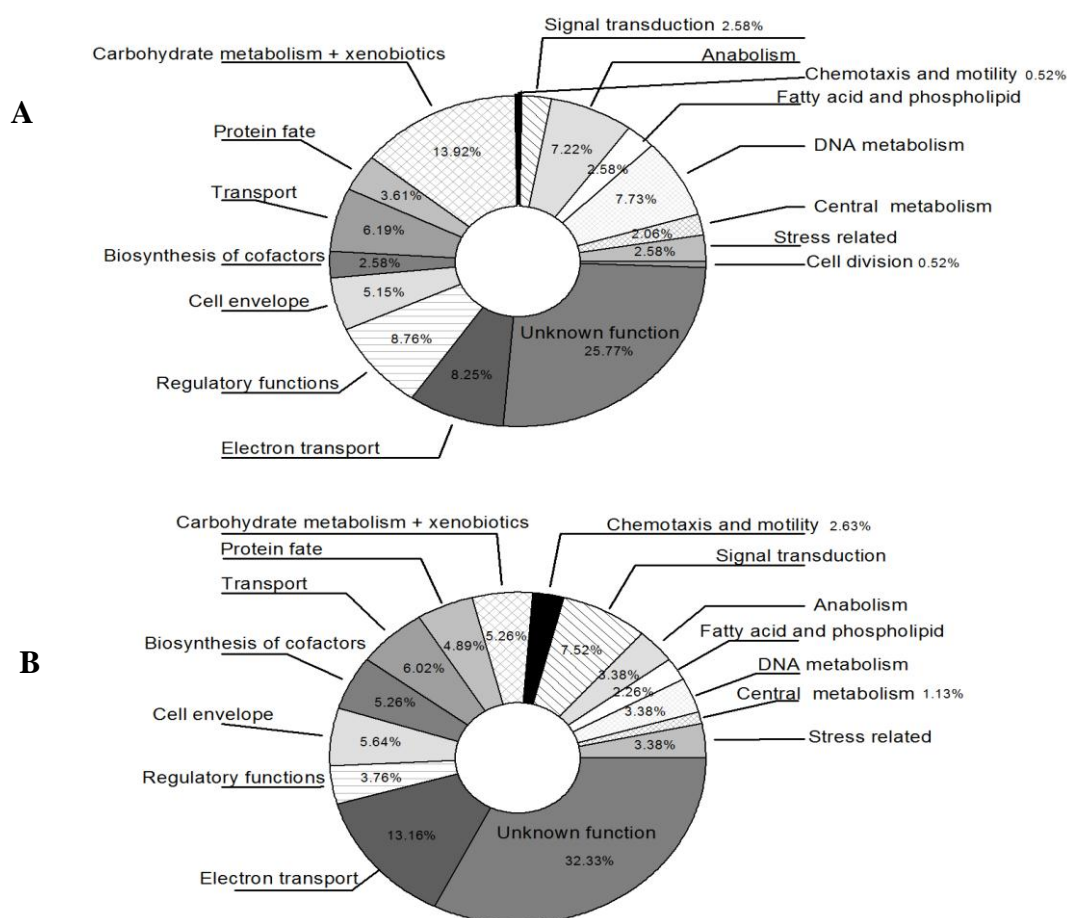 A
Signal transduction 2.58%
Carbohydrate metabolism + xenobiotics
Anabolism
Chemotaxis and motility 0.52%
Fatty acid and phospholipid
Protein fate
DNA metabolism
Transport
Central metabolism
Stress related
Biosynthesis of cofactors
Cell division 0.52%
Cell envelope
Regulatory functions
Electron transport
13.92%
7.22%
2.58%
3.61%
7.73%
6.19%
2.06%
2.58%
2.58%
5.15%
Unknown function
25.77%
8.76%
8.25%
B
Carbohydrate metabolism + xenobiotics
Chemotaxis and motility 2.63%
Protein fate
Signal transduction
Transport
Anabolism
Biosynthesis of cofactors
Fatty acid and phospholipid
DNA metabolism
Central metabolism 1.13%
Cell envelope
Stress related
Regulatory functions
Electron transport
5.26%
7.52%
4.89%
3.38%
6.02%
2.26%
5.26%
3.38%
3.38%
5.64%
3.76%
13.16%
Unknown function
32.33%